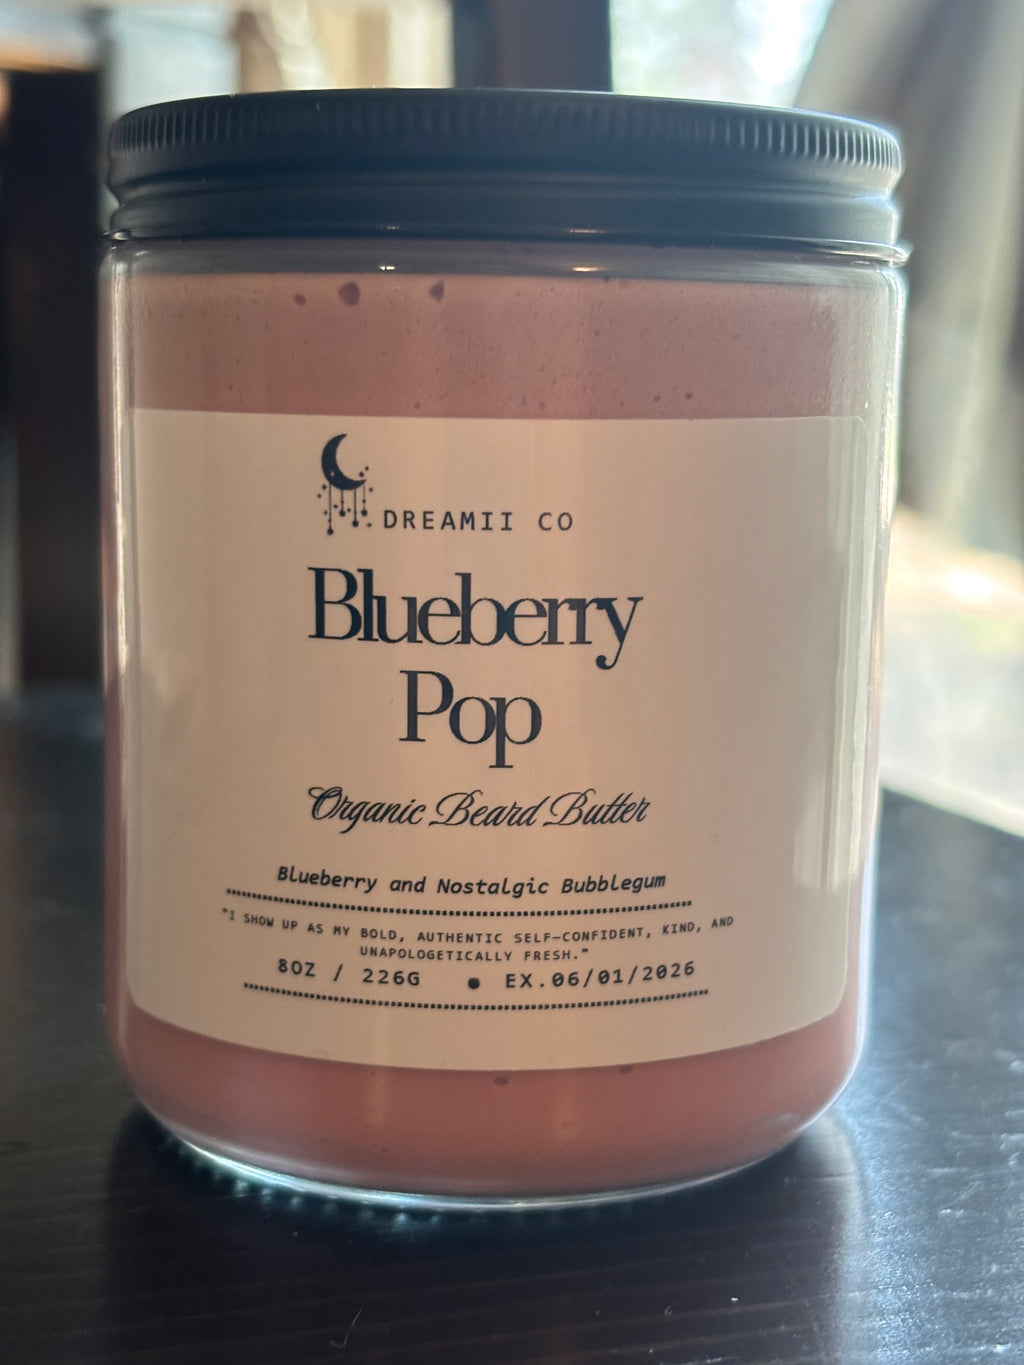 DREAMII CO
Blueberry
Pop
Organic Beard Butter
Blueberry and Nostalgic Bubblegum
"I SHOW UP AS MY BOLD, AUTHENTIC SELF—CONFIDENT, KIND, AND
UNAPOLOGETICALLY FRESH."
8OZ / 226G ● EX.06/01/2026